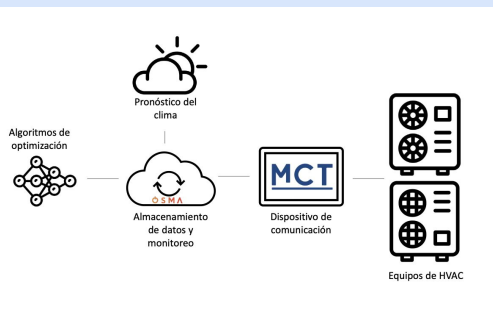 Pronóstico del
clima
Algoritmos de
optimización
OSMA
Almacenamiento
de datos y
monitoreo
MCT
Dispositivo de
comunicación
Equipos de HVAC